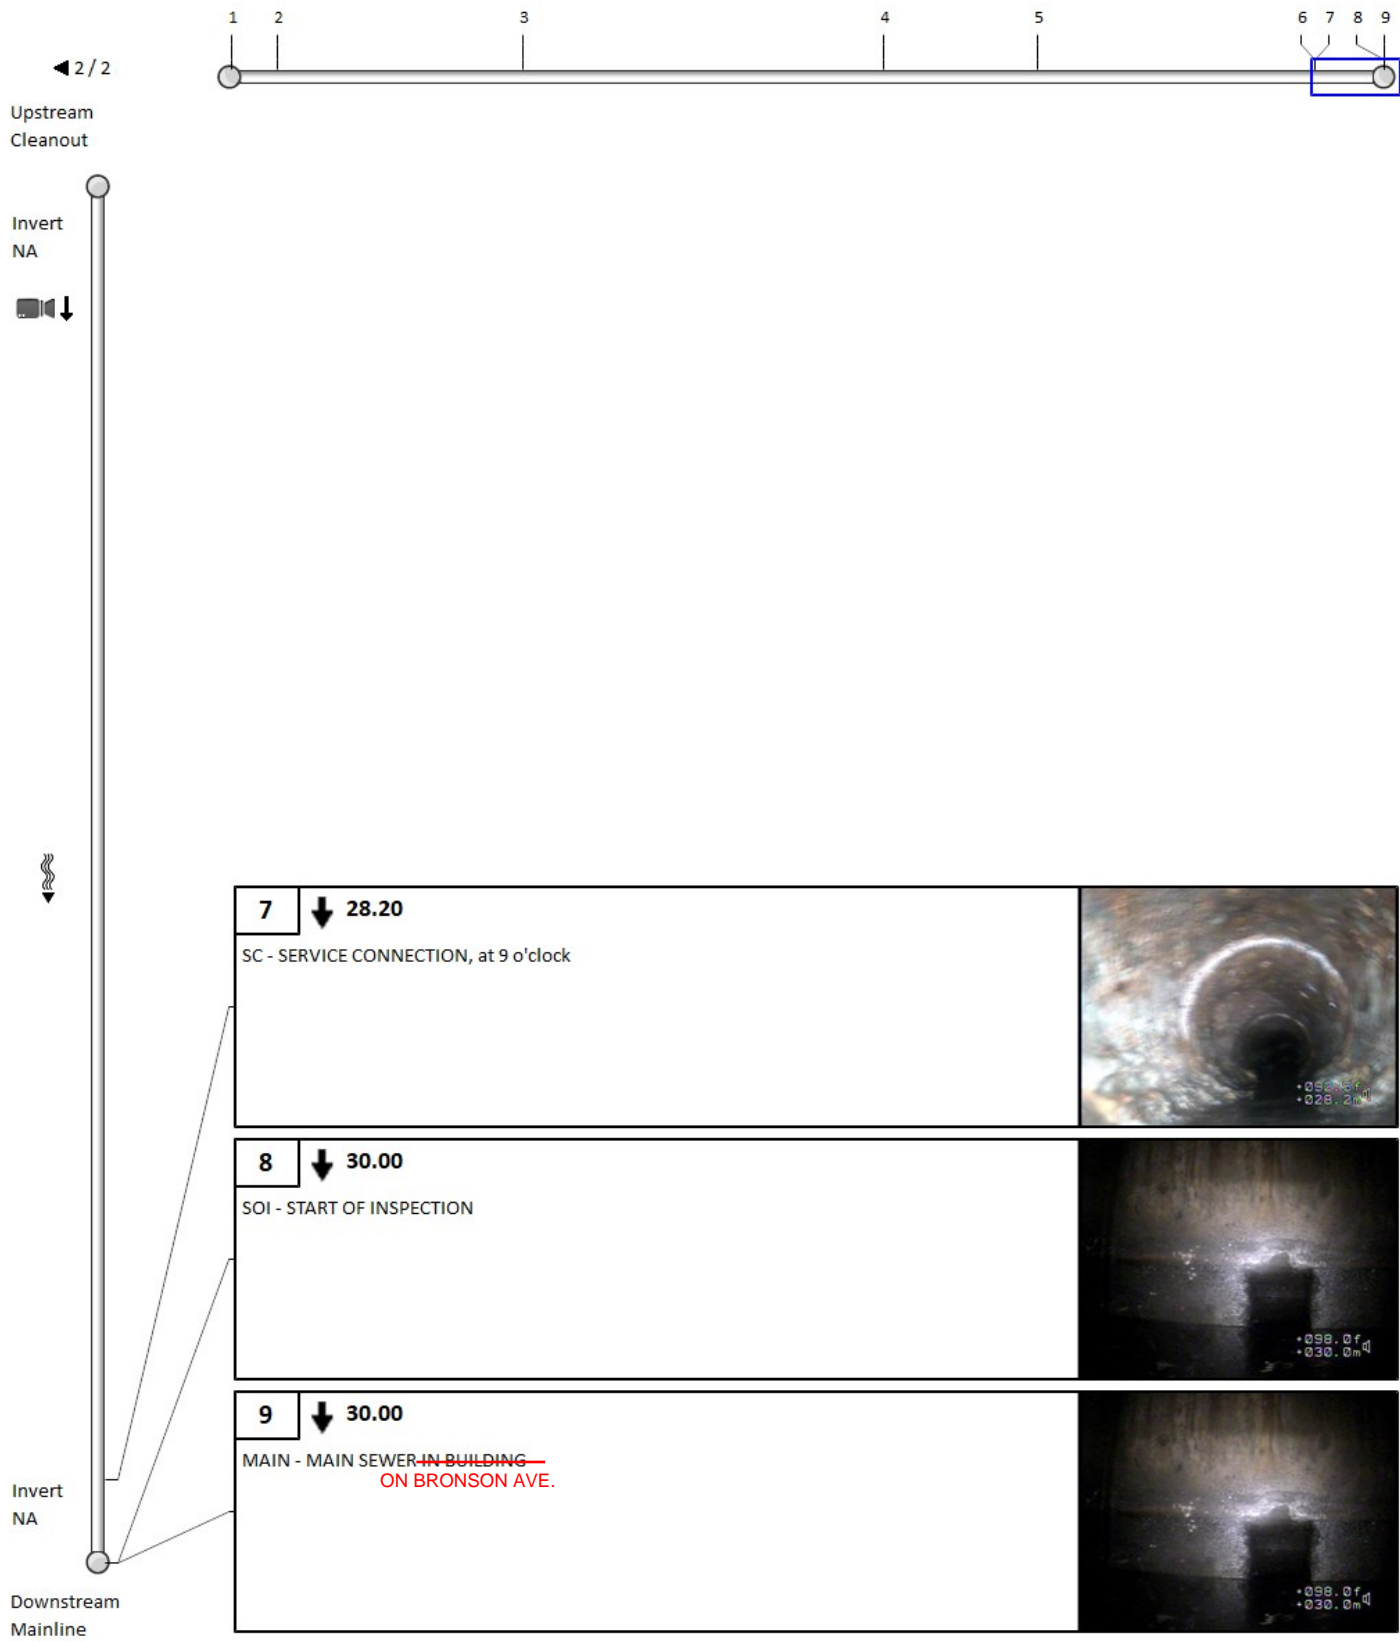 1 2 3 4 5 6 7 8 9
2 / 2
Upstream
Cleanout
Invert
NA
7 28.20
SC - SERVICE CONNECTION, at 9 o'clock
+028.2m
8 30.00
SOI - START OF INSPECTION
+098.0f
+030.0m
9 30.00
MAIN - MAIN SEWER IN BUILDING
ON BRONSON AVE.
+098.0f
+030.0m
Invert
NA
Downstream
Mainline